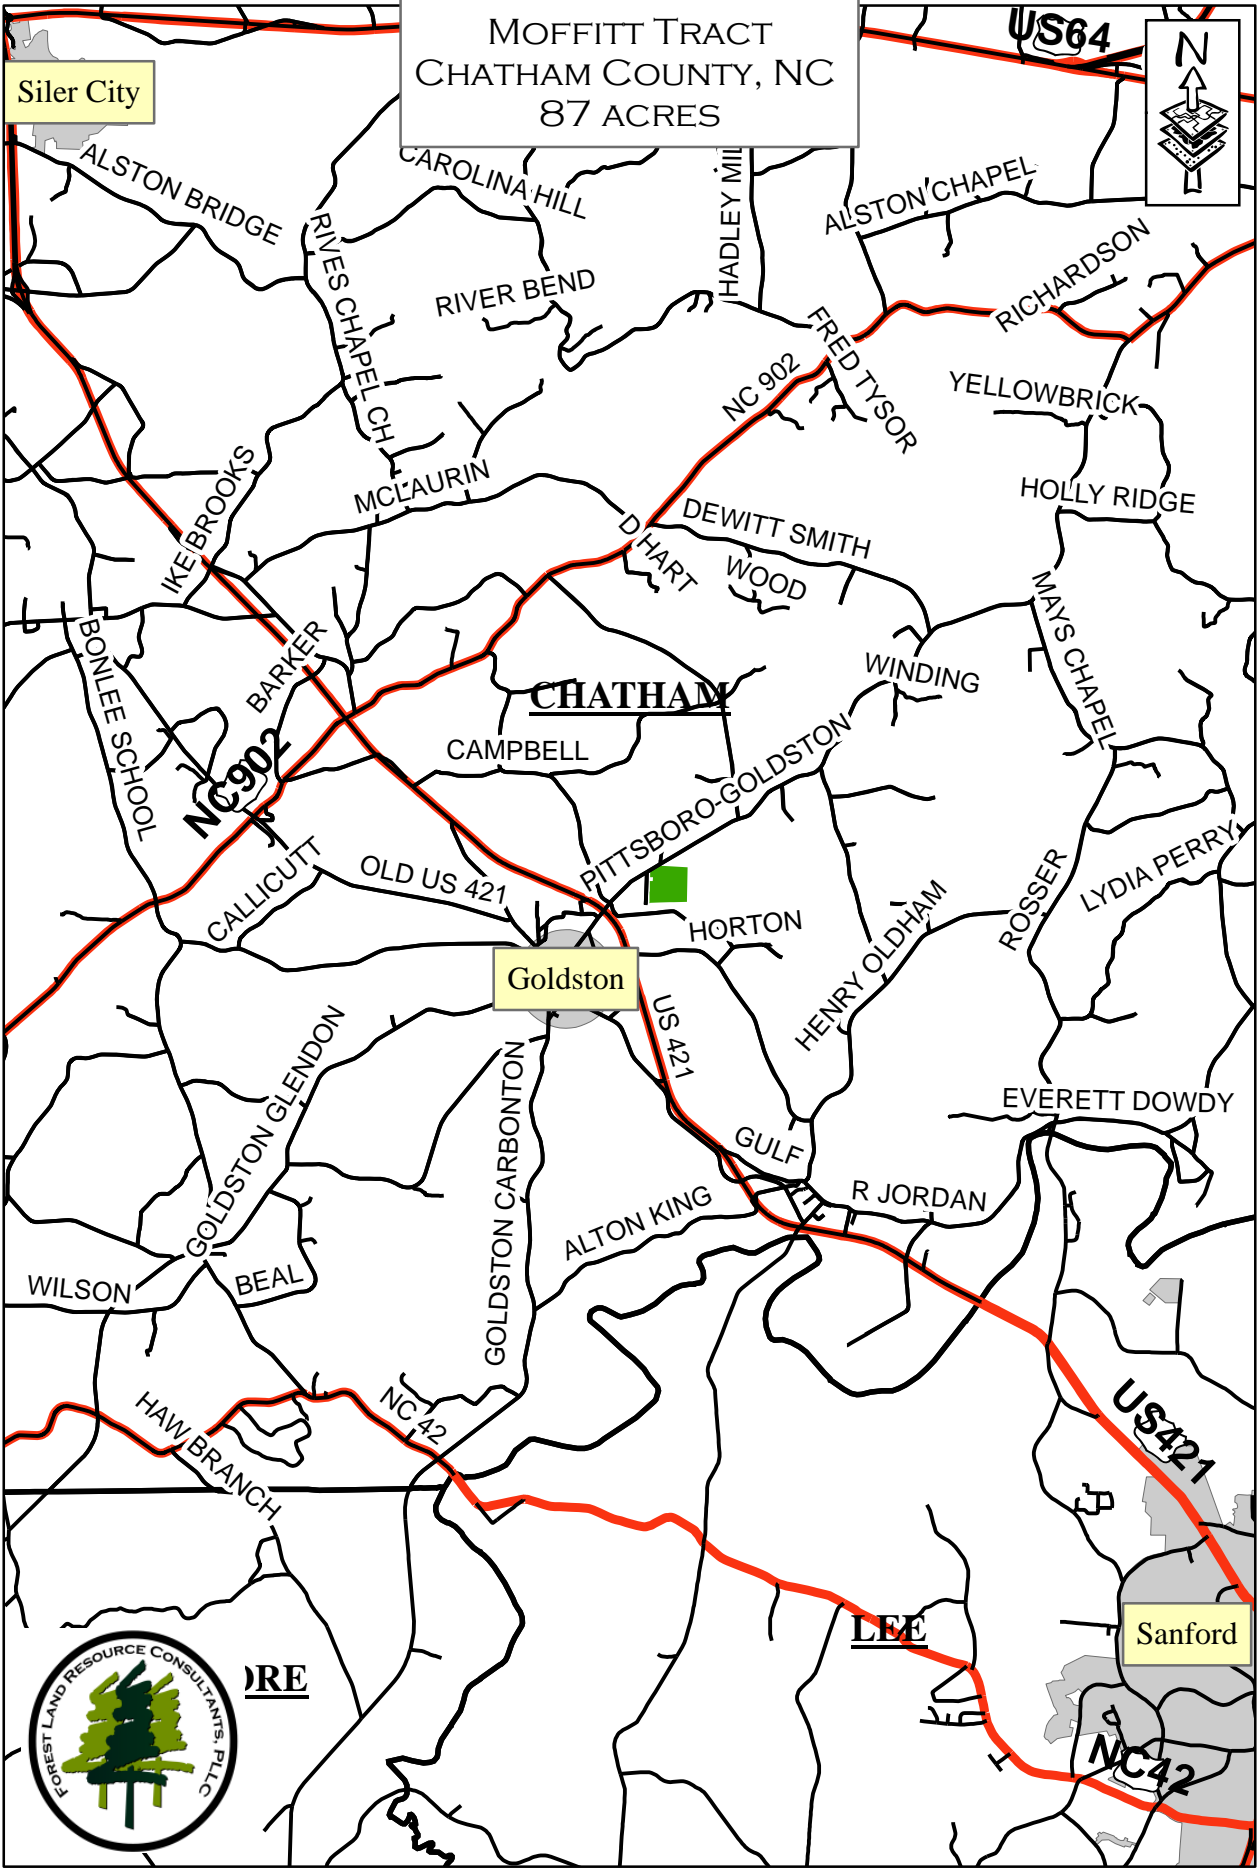 MOFFITT TRACT
CHATHAM COUNTY, NC
87 ACRES
US64
N
Siler City
ALSTON BRIDGE
CAROLINA HILL
HADLEY MIL
ALSTON CHAPEL
RIVES CHAPEL CH
RIVER BEND
RICHARDSON
FRED TYSOR
NC 902
YELLOWBRICK
IKE BROOKS
MCLAURIN
HOLLY RIDGE
D HART
DEWITT SMITH
WOOD
MAYS CHAPEL
BONLEE SCHOOL
BARKER
WINDING
CHATHAM
CAMPBELL
NC902
PITTSBORO-GOLDSTON
CALLICUTT
OLD US 421
LYDIA PERRY
ROSSER
HENRY OLDHAM
HORTON
Goldston
US 421
GOLDSTON GLENDON
GOLDSTON CARBONTON
EVERETT DOWDY
GULF
R JORDAN
ALTON KING
WILSON
BEAL
HAW BRANCH
NC 42
US421
LEE
Sanford
ORE
FOREST LAND RESOURCE CONSULTANTS, PLLC
NC42